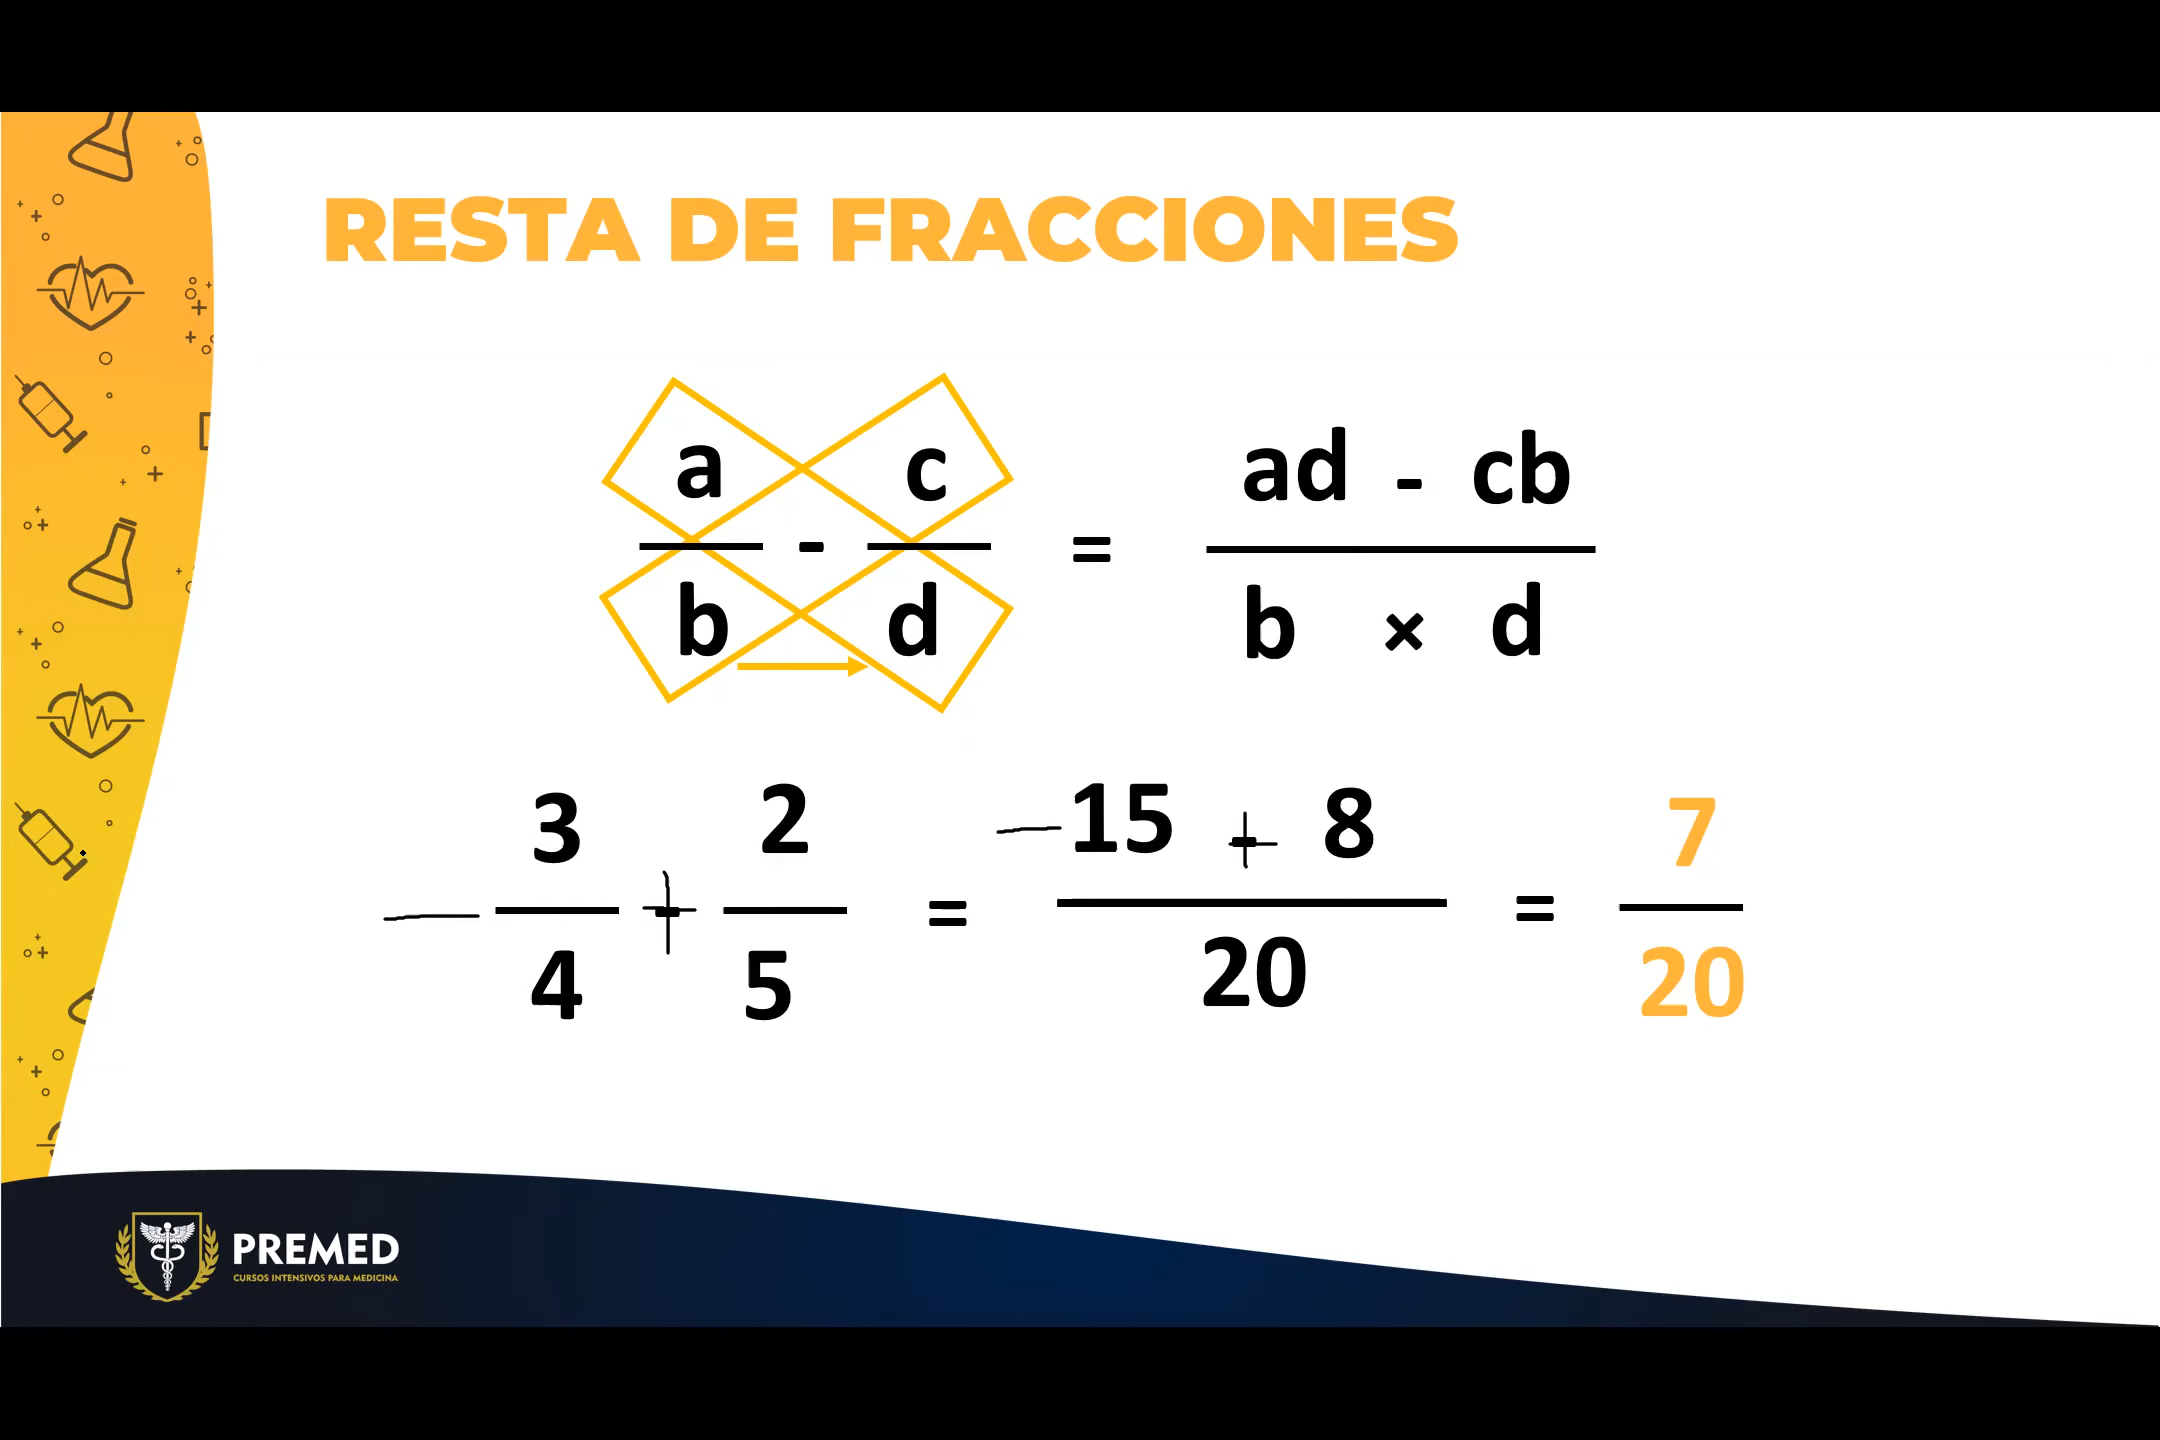 RESTA DE FRACCIONES
a c ad - cb
- =
b d b × d
3 2 -15 + 8 7
- + = =
4 5 20 20
PREMED
CURSOS INTENSIVOS PARA MEDICINA